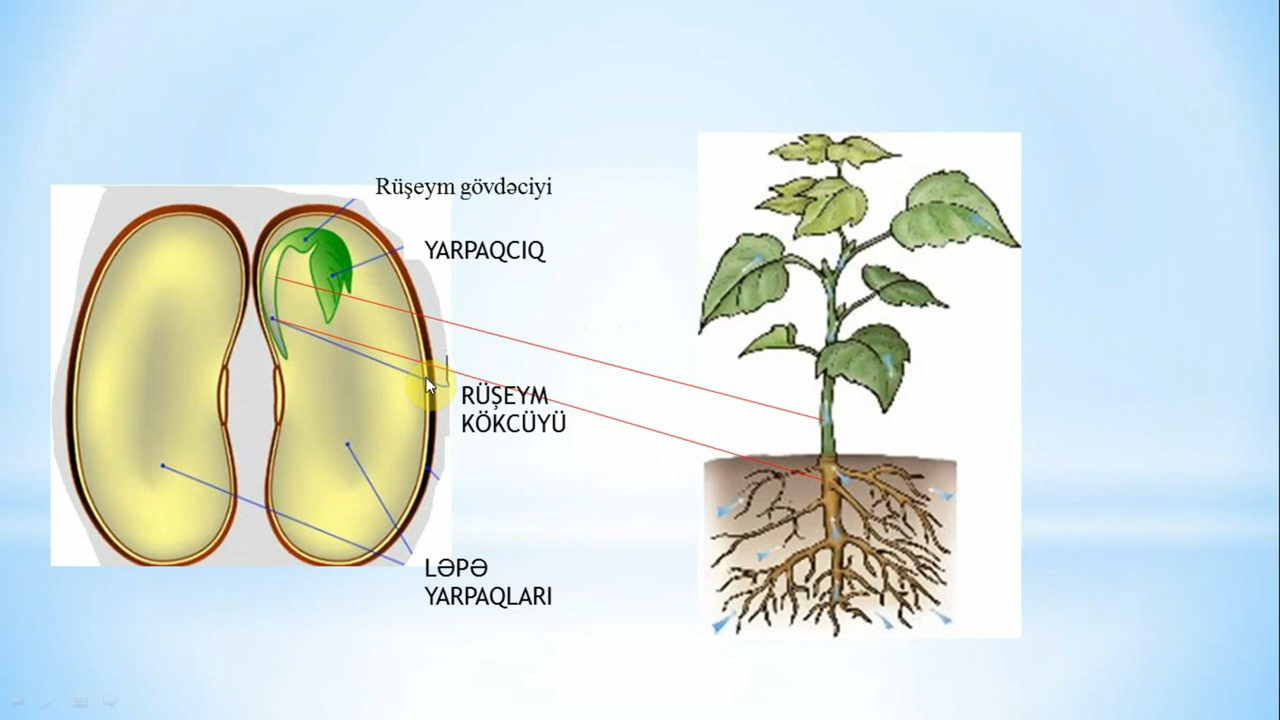 Rüşeym gövdəciyi
YARPAQCIQ
RÜŞEYM
KÖKCÜYÜ
LƏPƏ
YARPAQLARI